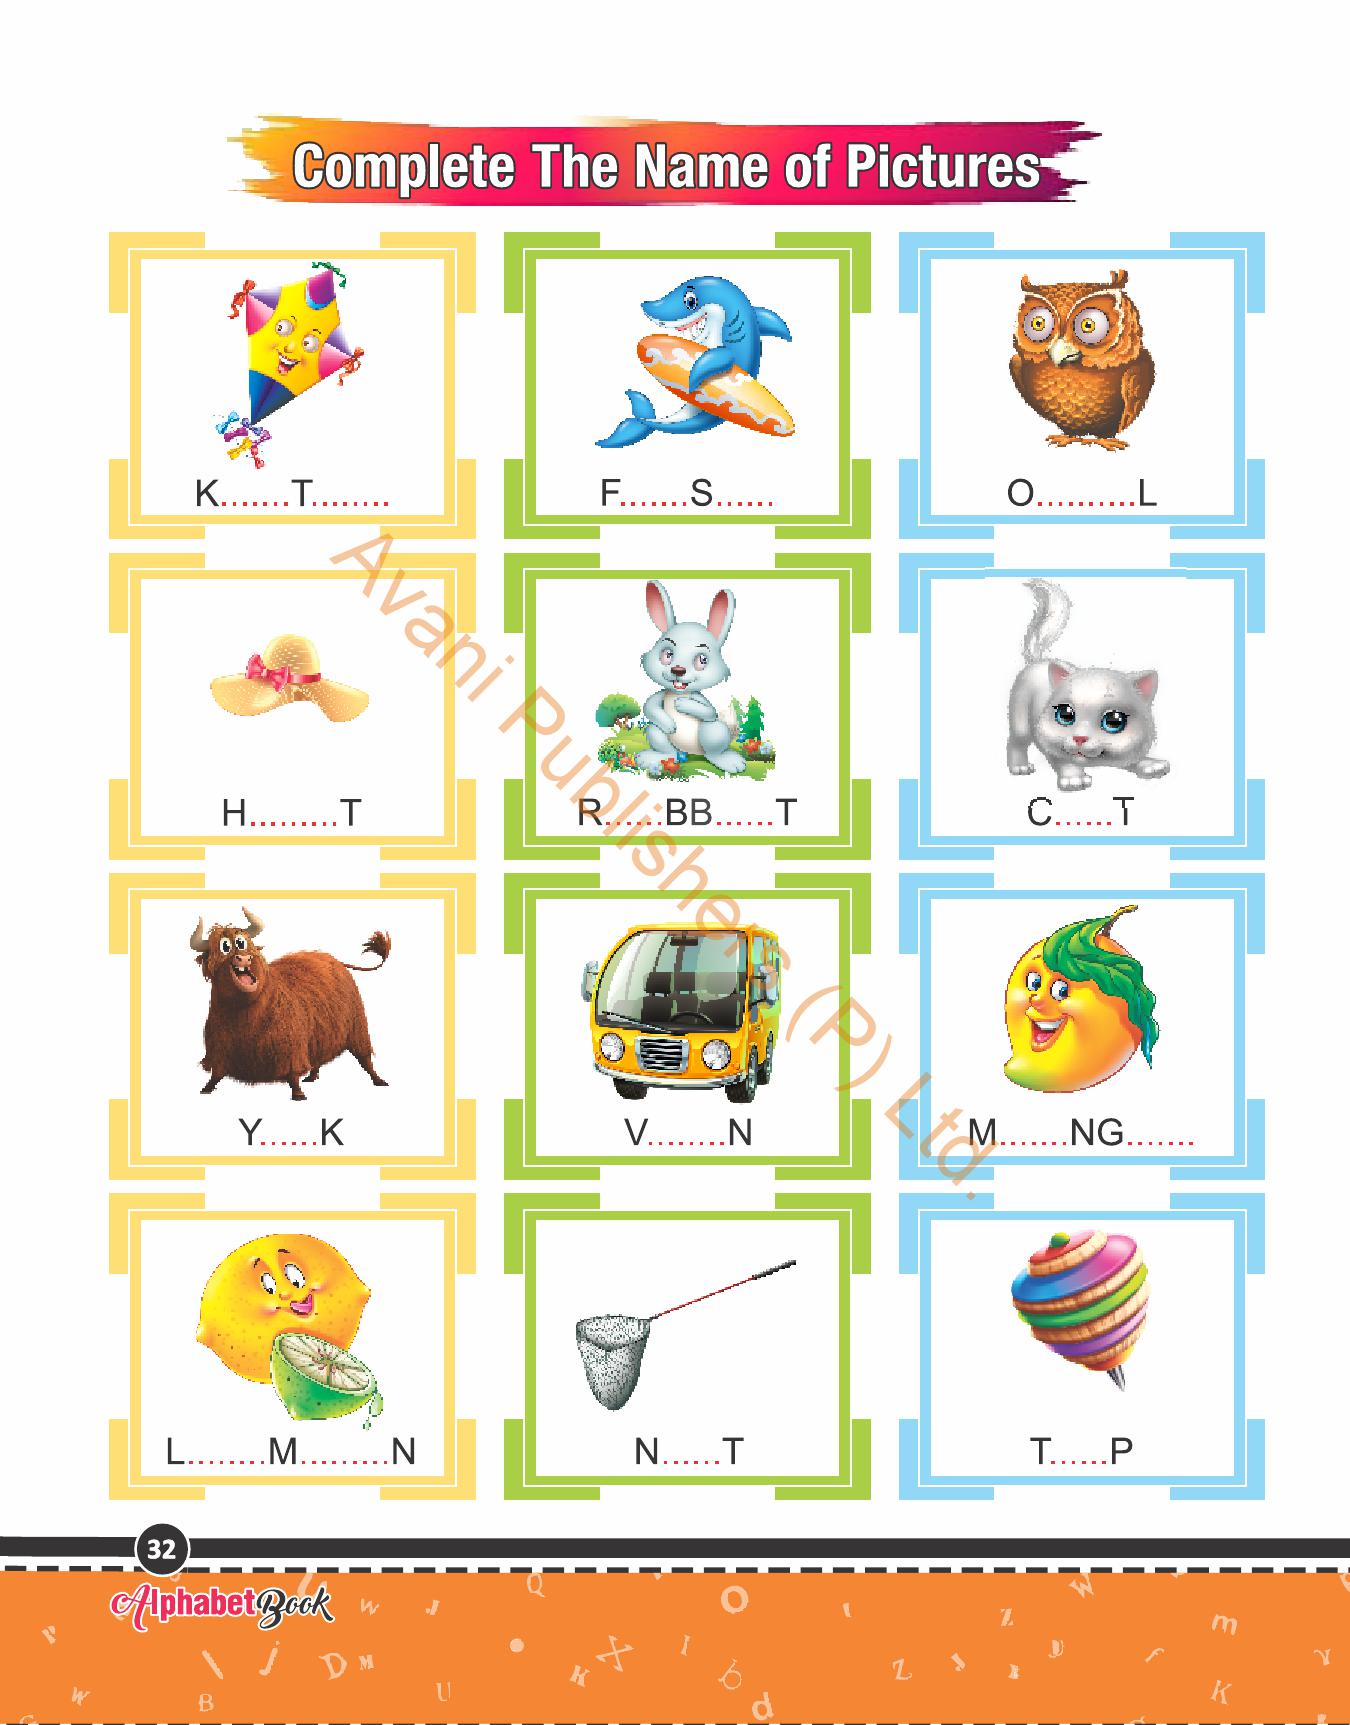 Complete The Name of Pictures
K.......T........
F.......S......
O..........L
H.........T
R......BB......T
C......T
Y......K
V........N
M.......NG.......
L........M.........N
N......T
T......P
Avani Publishers (P) Ltd.
32
AlphabetBook